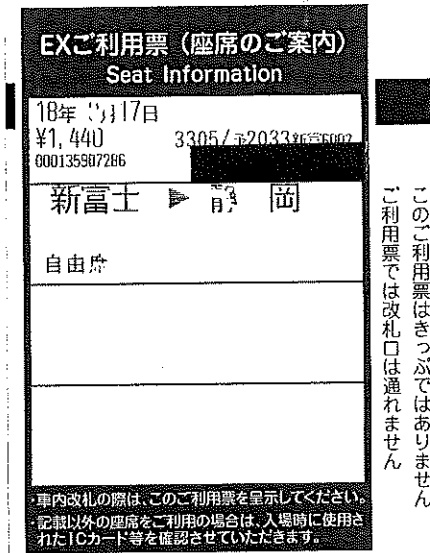 EXご利用票（座席のご案内）
Seat Information
18年 月17日
¥1,440
000135907286
新富士 ▶ 静 岡
自由席
・車内改札の際は、このご利用票を呈示してください。
・記載以外の座席をご利用の場合は、入場時に使用さ
れたICカード等を確認させていただきます。
このご利用票はきっぷではありません
ご利用票では改札口は通れません